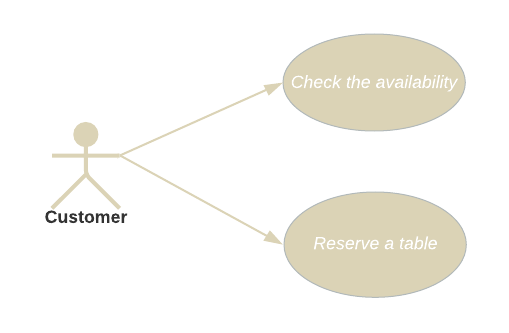 Check the availability
Customer
Reserve a table